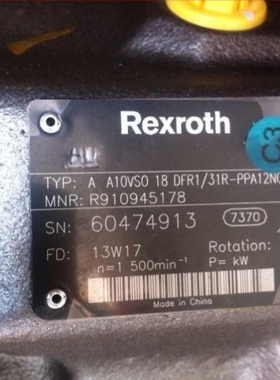 Rexroth
TYP: A A10VSO 18 DFR1/31R-PPA12N0
MNR: R910945178
SN: 60474913 7370
FD: 13W17 Rotation:
n=1 500min⁻¹ P= kW
Made in China